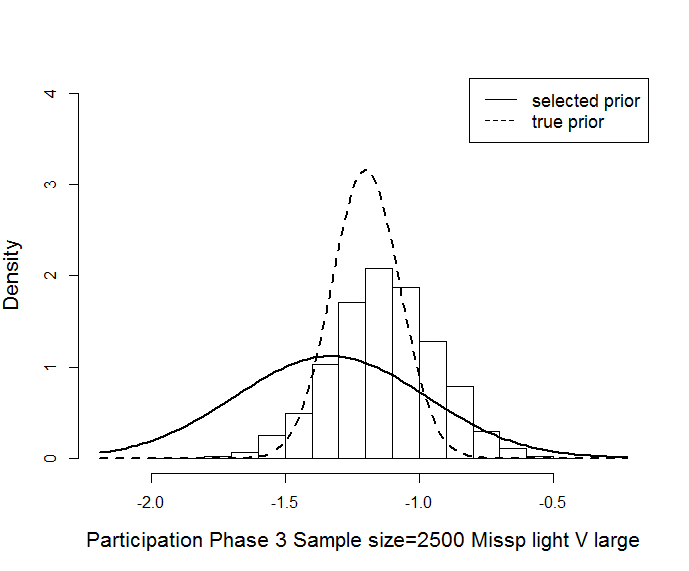 selected prior
true prior
Density
4
3
2
1
0
-2.0 -1.5 -1.0 -0.5
Participation Phase 3 Sample size=2500 Missp light V large